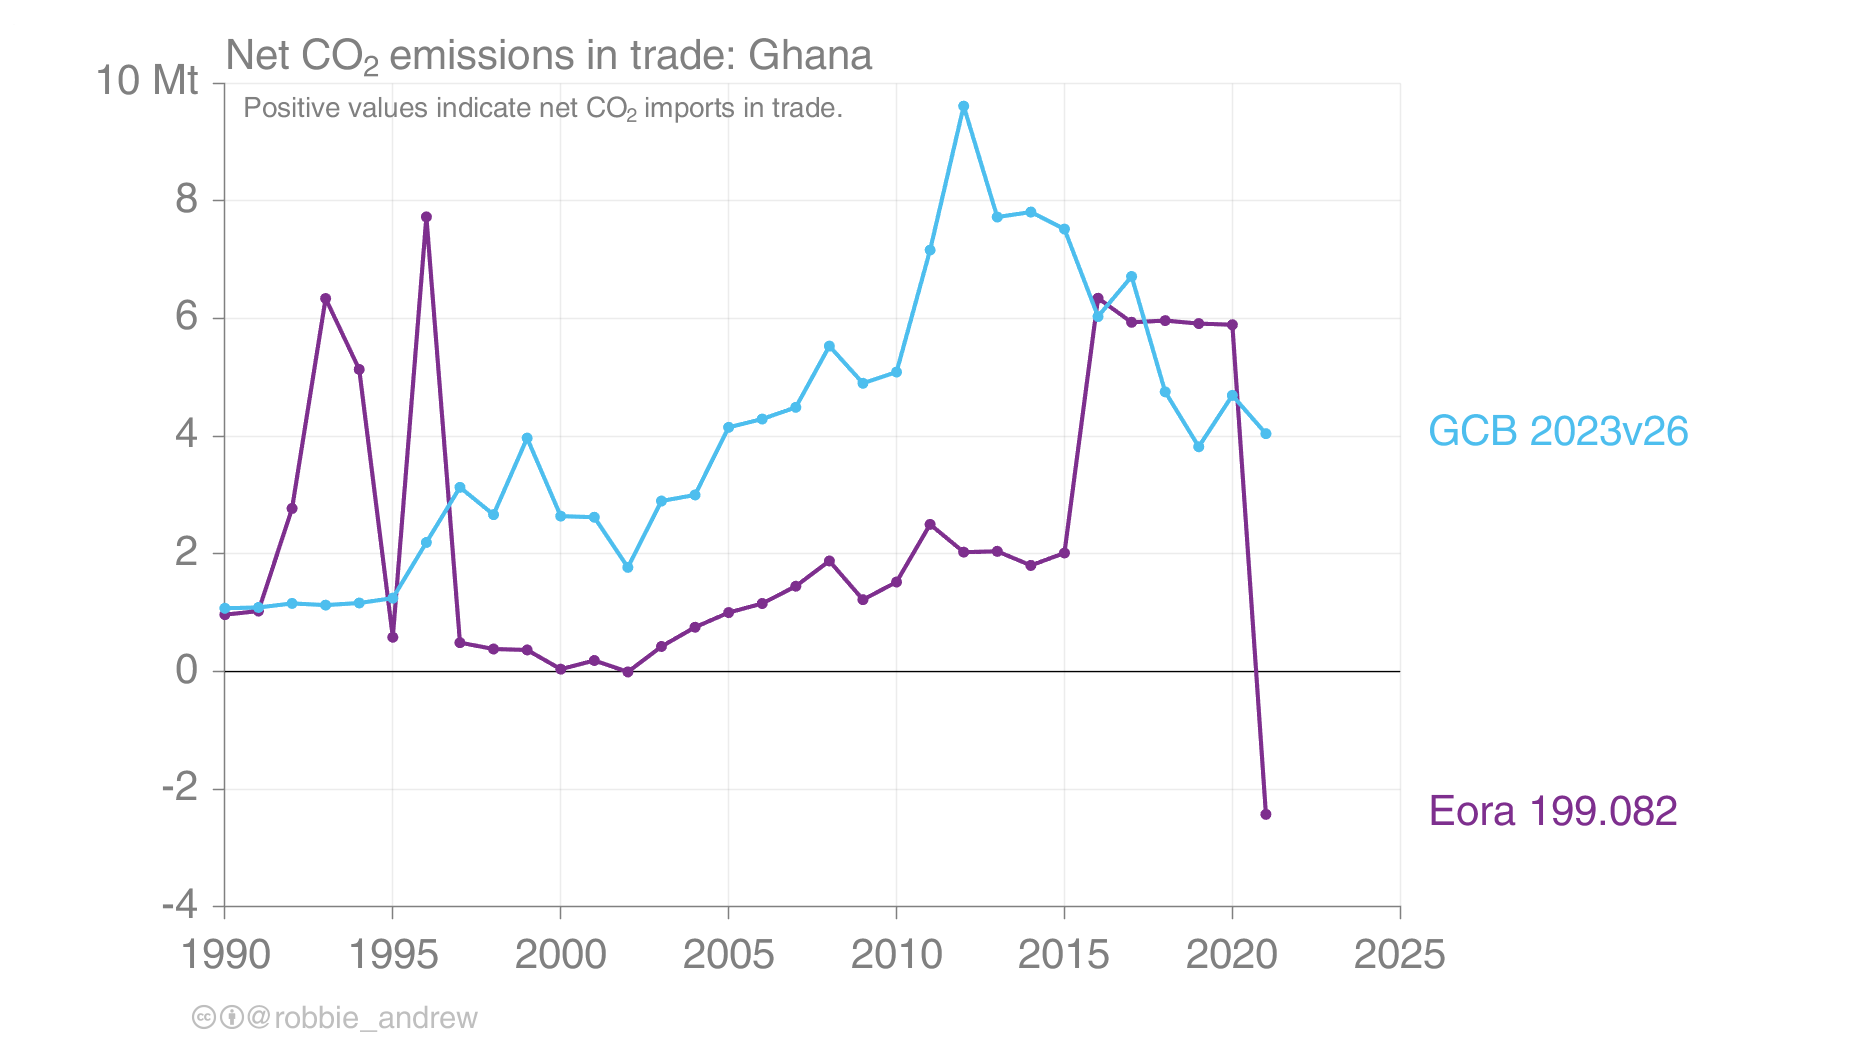 Net CO₂ emissions in trade: Ghana
10 Mt
Positive values indicate net CO₂ imports in trade.
8
6
4
GCB 2023v26
2
0
-2
Eora 199.082
-4
1990 1995 2000 2005 2010 2015 2020 2025
cc @robbie_andrew